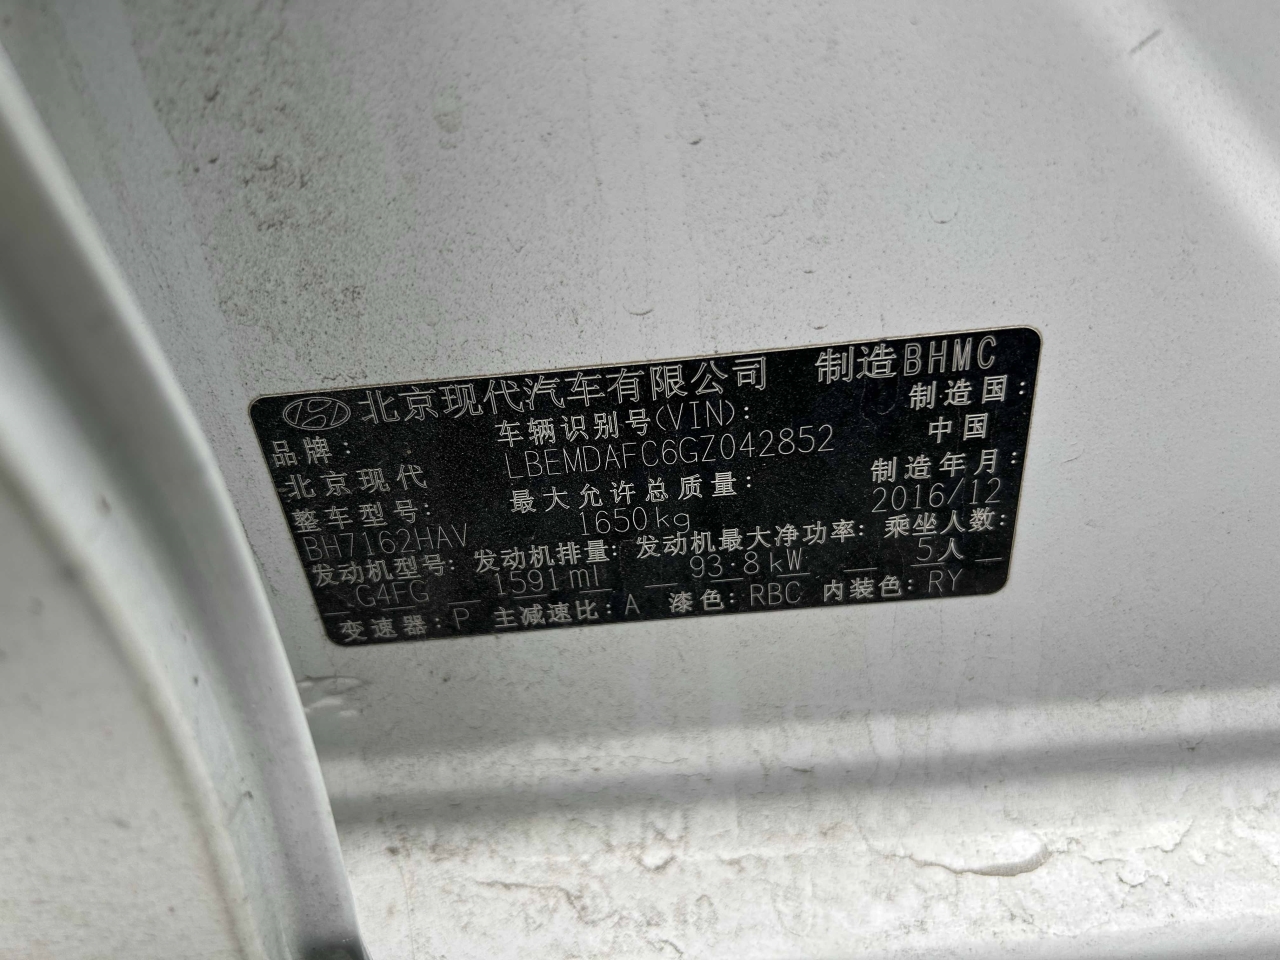 北京现代汽车有限公司 制造BHMC
品牌: 车辆识别号(VIN): 制造国:
北京现代 LBEMDAFC6GZ042852 中国
整车型号: 最大允许总质量: 制造年月:
BH7162HAV 1650kg 2016/12
发动机型号: 发动机排量: 发动机最大净功率: 乘坐人数:
G4FG 1591ml 93.8kW 5人
变速器: P 主减速比: A 漆色: RBC 内装色: RY